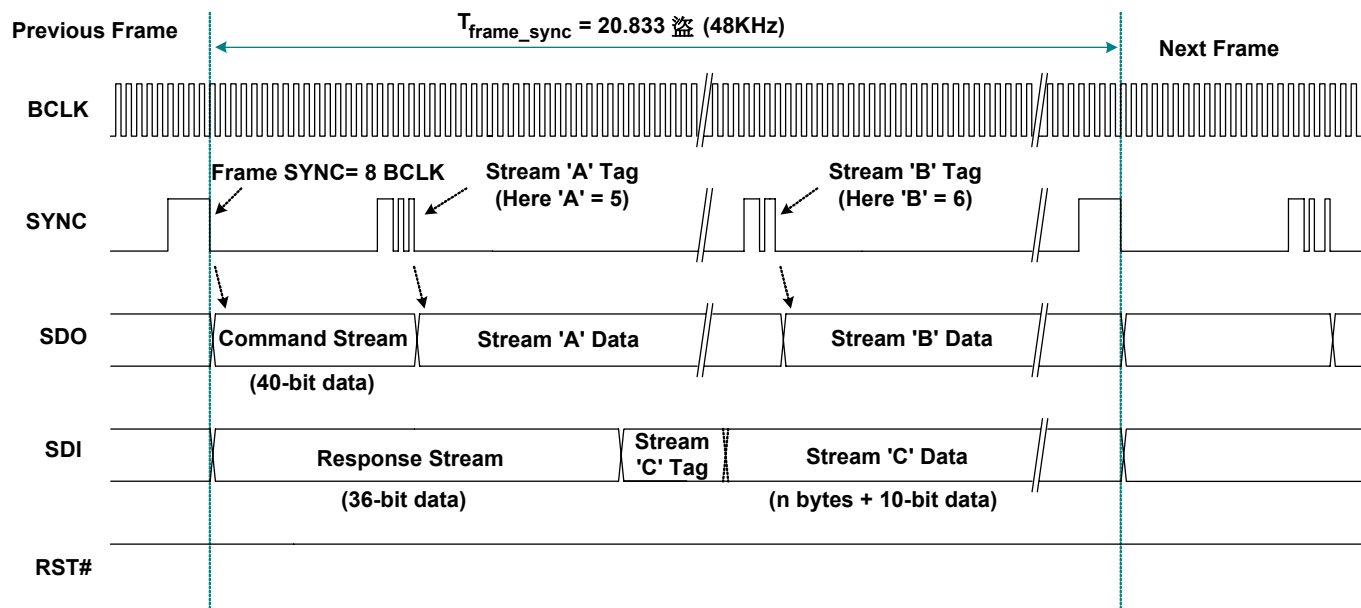 Previous Frame
T_frame_sync = 20.833 盜 (48KHz)
Next Frame
BCLK
Frame SYNC= 8 BCLK
Stream 'A' Tag
(Here 'A' = 5)
Stream 'B' Tag
(Here 'B' = 6)
SYNC
SDO
Command Stream
Stream 'A' Data
Stream 'B' Data
(40-bit data)
SDI
Response Stream
Stream
'C' Tag
Stream 'C' Data
(36-bit data)
(n bytes + 10-bit data)
RST#